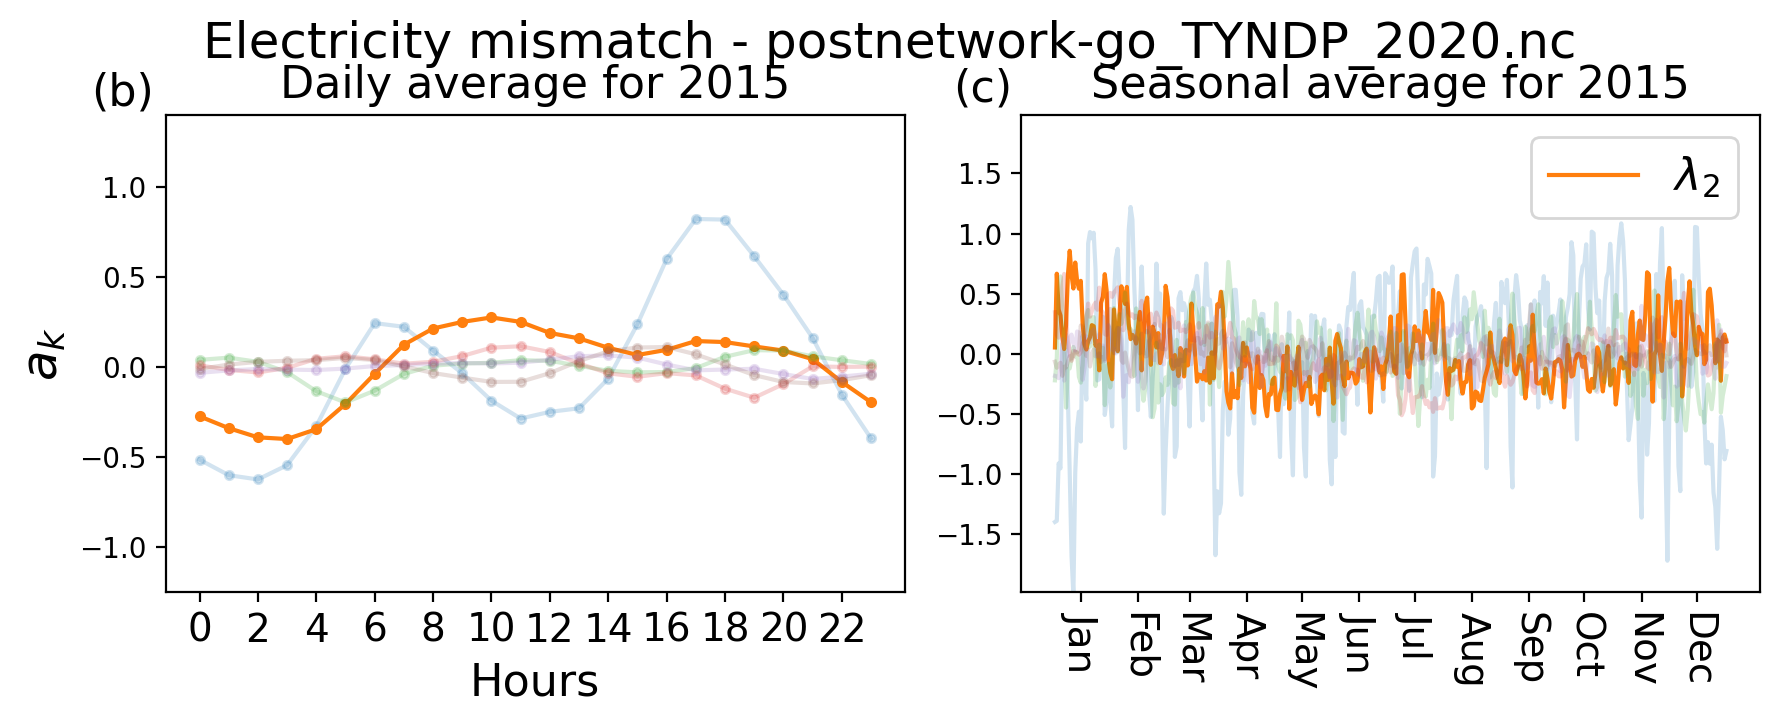 Electricity mismatch - postnetwork-go_TYNDP_2020.nc
(b) Daily average for 2015
1.0
0.5
0.0
−0.5
−1.0
a_k
0 2 4 6 8 10 12 14 16 18 20 22
Hours
(c) Seasonal average for 2015
λ_2
1.5
1.0
0.5
0.0
−0.5
−1.0
−1.5
Jan Feb Mar Apr May Jun Jul Aug Sep Oct Nov Dec